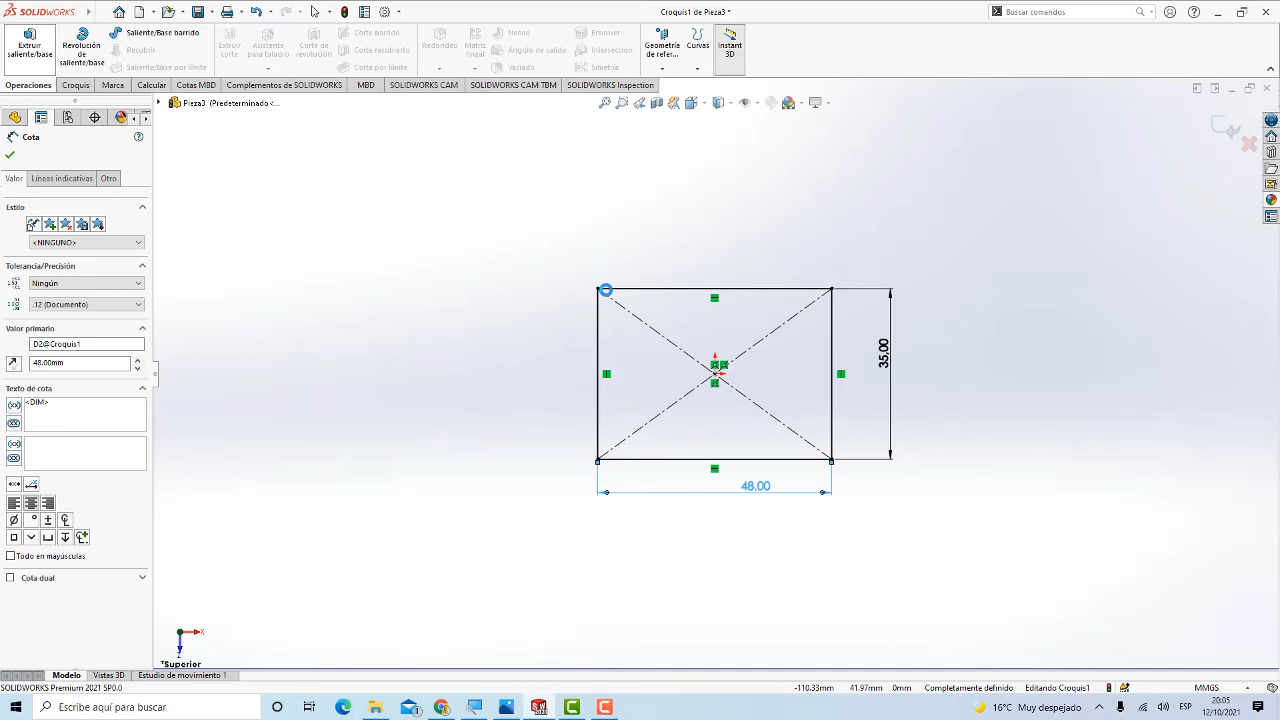 SOLIDWORKS
Croquis1 de Pieza3 *
Buscar comandos
Extruir saliente/base
Revolución de saliente/base
Saliente/Base barrido
Recubrir
Saliente/Base por límite
Extruir corte
Asistente para taladro
Corte de revolución
Corte barrido
Corte recubierto
Corte por límite
Redondeo
Matriz lineal
Nervio
Ángulo de salida
Vaciado
Envolver
Intersección
Simetría
Geometría de refer...
Curvas
Instant 3D
Operaciones
Croquis
Marca
Calcular
Cotas MBD
Complementos de SOLIDWORKS
MBD
SOLIDWORKS CAM
SOLIDWORKS CAM TBM
SOLIDWORKS Inspection
Pieza3 (Predeterminado <...
Cota
Valor
Líneas indicativas
Otro
Estilo
<NINGUNO>
Tolerancia/Precisión
Ningún
.12 (Documento)
Valor primario
D2@Croquis1
48.00mm
Texto de cota
<DIM>
Todo en mayúsculas
Cota dual
35.00
48.00
X
Z
*Superior
Modelo
Vistas 3D
Estudio de movimiento 1
SOLIDWORKS Premium 2021 SP0.0
-110.33mm
41.97mm
0mm
Completamente definido
Editando Croquis1
MMGS
Escribe aquí para buscar
16°C Muy despejado
ESP
20:05
12/10/2021